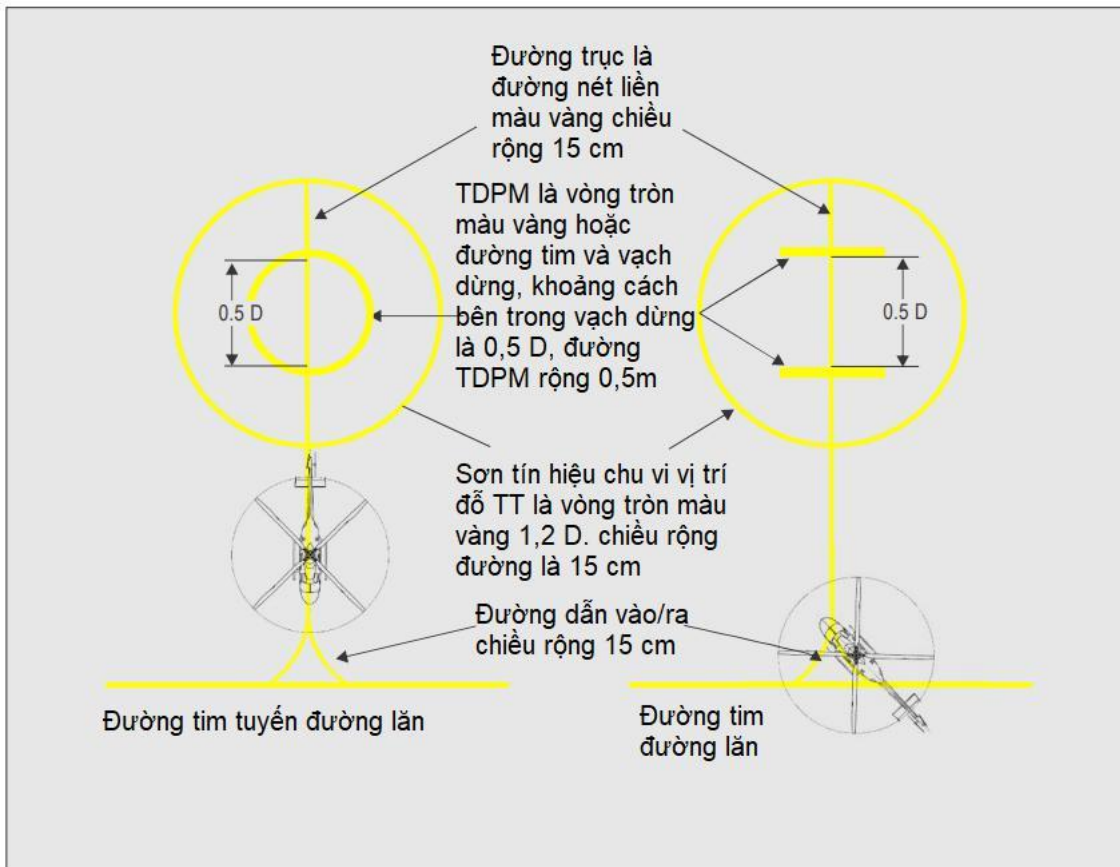 Đường trục là
đường nét liền
màu vàng chiều
rộng 15 cm
TDPM là vòng tròn
màu vàng hoặc
đường tim và vạch
dừng, khoảng cách
bên trong vạch dừng
là 0,5 D, đường
TDPM rộng 0,5m
0.5 D
0.5 D
Sơn tín hiệu chu vi vị trí
đỗ TT là vòng tròn màu
vàng 1,2 D. chiều rộng
đường là 15 cm
Đường dẫn vào/ra
chiều rộng 15 cm
Đường tim tuyến đường lăn
Đường tim
đường lăn